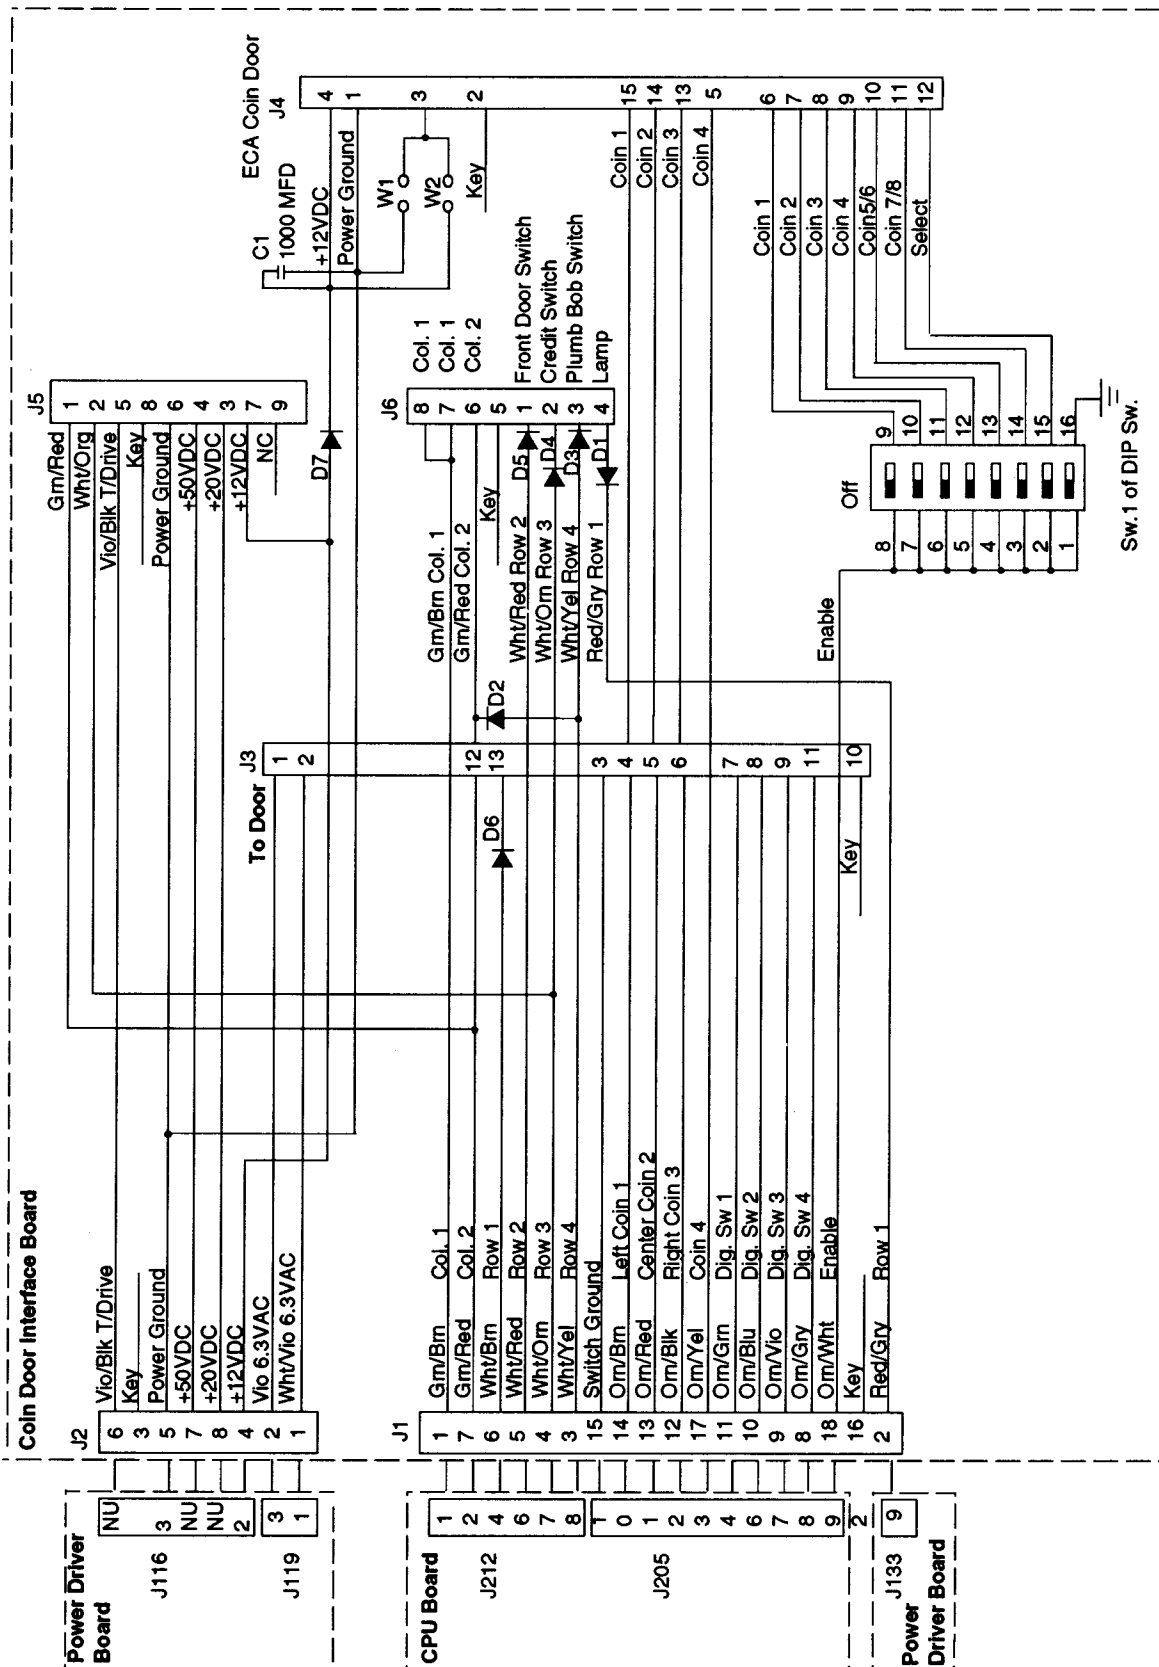 Coin Door Interface Board
Power Driver
Board
J116
NU
3
NU
NU
2
J119
3
1
J2
6 Vio/Blk T/Drive
3 Key
5 Power Ground
7 +50VDC
8 +20VDC
4 +12VDC
2 Vio 6.3VAC
1 Wht/Vio 6.3VAC
J5
Grn/Red 1
Wht/Org 2
Vio/Blk T/Drive 5
Key 8
Power Ground 6
+50VDC 4
+20VDC 3
+12VDC 7
NC 9
D7
C1
1000 MFD
+12VDC
Power Ground
W1
W2
Key
ECA Coin Door
J4
4
1
3
2
15
14
13
5
6
7
8
9
10
11
12
To Door
J3
1
2
12
13
3
4
5
6
7
8
9
11
10
Key
CPU Board
J212
1
2
4
6
7
8
J205
1
0
1
2
3
4
6
7
8
9
2
J133
9
Power
Driver Board
J1
1 Grn/Brn Col. 1
7 Grn/Red Col. 2
6 Wht/Brn Row 1
5 Wht/Red Row 2
4 Wht/Orn Row 3
3 Wht/Yel Row 4
15 Switch Ground
14 Orn/Brn Left Coin 1
13 Orn/Red Center Coin 2
12 Orn/Blk Right Coin 3
17 Orn/Yel Coin 4
11 Orn/Grn Dig. Sw 1
10 Orn/Blu Dig. Sw 2
9 Orn/Vio Dig. Sw 3
8 Orn/Gry Dig. Sw 4
18 Orn/Wht Enable
16 Key
2 Red/Gry Row 1
D6
D2
J6
Grn/Brn Col. 1
Grn/Red Col. 2
Key
Wht/Red Row 2
Wht/Orn Row 3
Wht/Yel Row 4
Red/Gry Row 1
D5
D4
D3
D1
8 Col. 1
7 Col. 1
6 Col. 2
5
1 Front Door Switch
2 Credit Switch
3 Plumb Bob Switch
4 Lamp
Coin 1
Coin 2
Coin 3
Coin 4
Coin 1
Coin 2
Coin 3
Coin 4
Coin5/6
Coin 7/8
Select
Enable
Off
8 9
7 10
6 11
5 12
4 13
3 14
2 15
1 16
Sw.1 of DIP Sw.